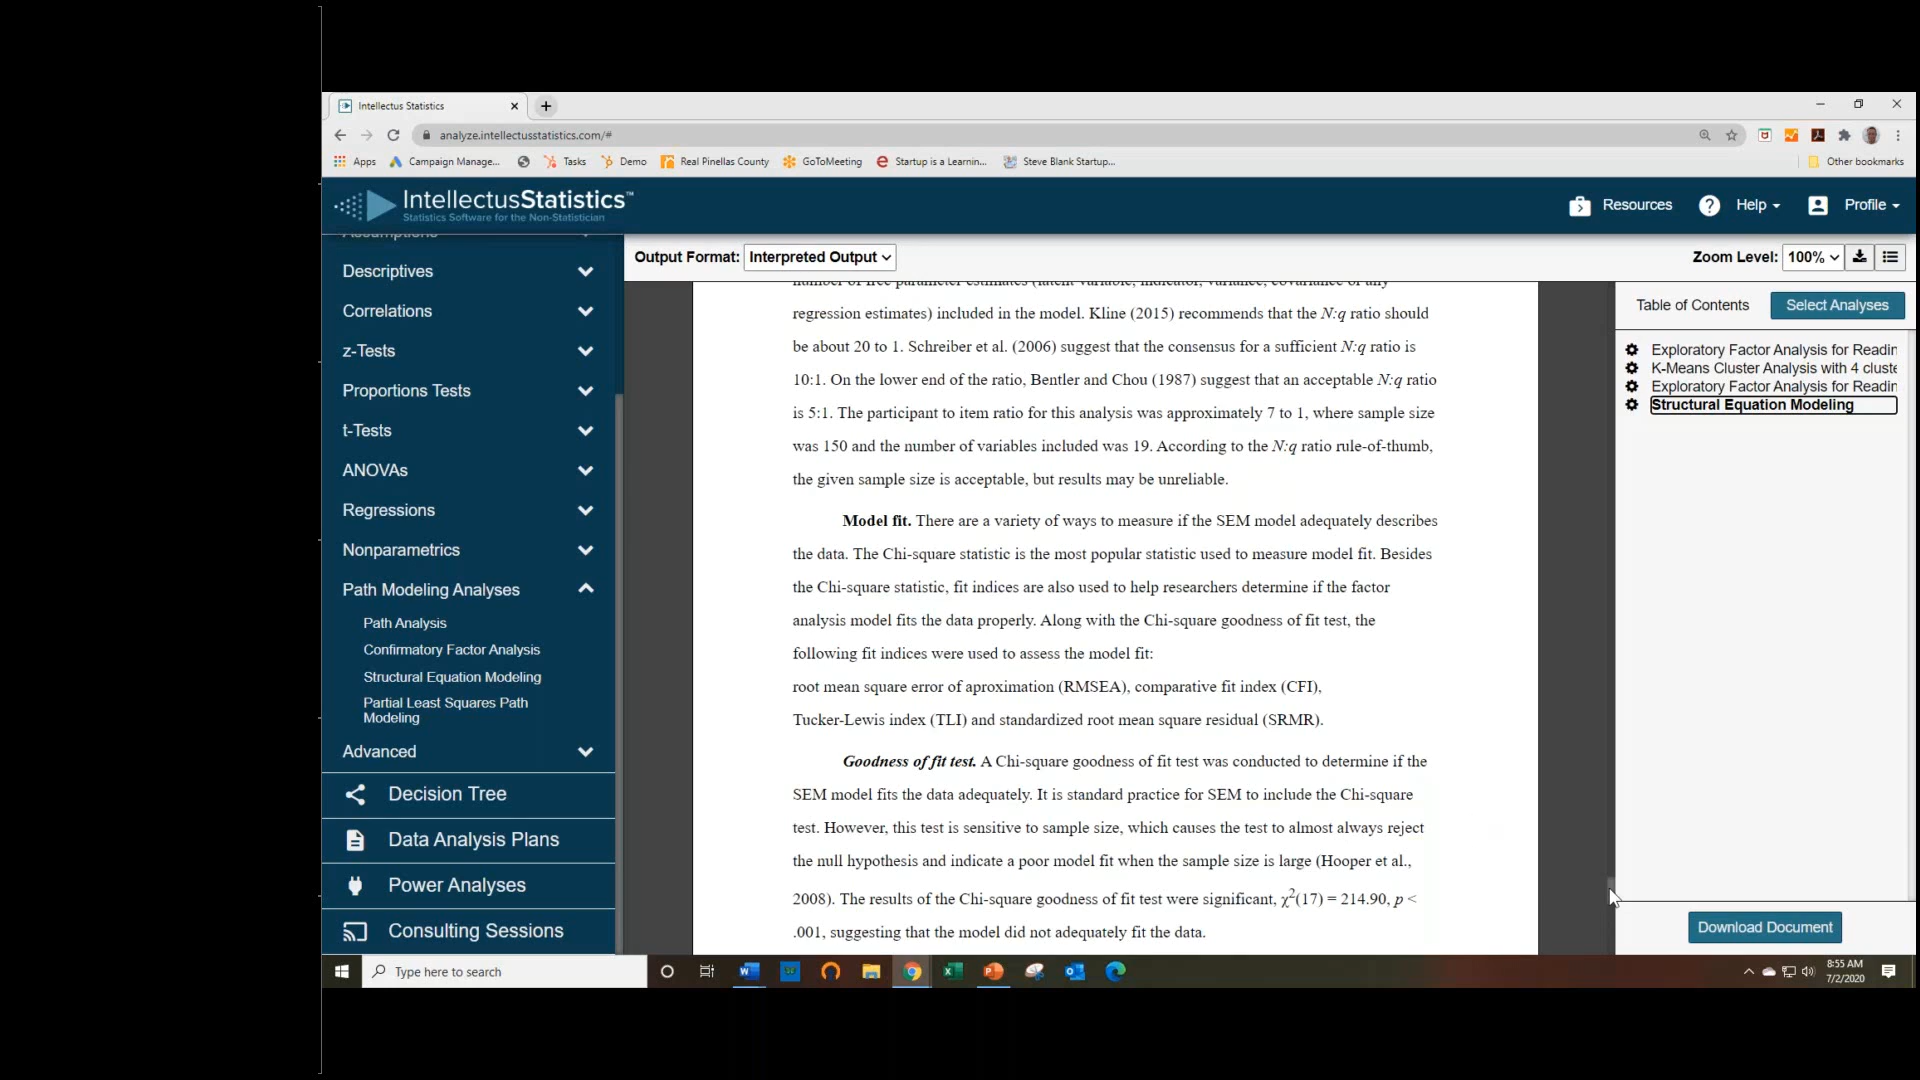 Intellectus Statistics
analyze.intellectusstatistics.com/#
Apps
Campaign Manage...
Tasks
Demo
Real Pinellas County
GoToMeeting
Startup is a Learnin...
Steve Blank Startup...
Other bookmarks
IntellectusStatistics™
Statistics Software for the Non-Statistician
Resources
Help
Profile
Assumptions
Descriptives
Correlations
z-Tests
Proportions Tests
t-Tests
ANOVAs
Regressions
Nonparametrics
Path Modeling Analyses
Path Analysis
Confirmatory Factor Analysis
Structural Equation Modeling
Partial Least Squares Path
Modeling
Advanced
Decision Tree
Data Analysis Plans
Power Analyses
Consulting Sessions
Output Format: Interpreted Output
Zoom Level: 100%
number of free parameter estimates (latent variable, indicator, variance, covariance or any
regression estimates) included in the model. Kline (2015) recommends that the N:q ratio should
be about 20 to 1. Schreiber et al. (2006) suggest that the consensus for a sufficient N:q ratio is
10:1. On the lower end of the ratio, Bentler and Chou (1987) suggest that an acceptable N:q ratio
is 5:1. The participant to item ratio for this analysis was approximately 7 to 1, where sample size
was 150 and the number of variables included was 19. According to the N:q ratio rule-of-thumb,
the given sample size is acceptable, but results may be unreliable.
Model fit. There are a variety of ways to measure if the SEM model adequately describes
the data. The Chi-square statistic is the most popular statistic used to measure model fit. Besides
the Chi-square statistic, fit indices are also used to help researchers determine if the factor
analysis model fits the data properly. Along with the Chi-square goodness of fit test, the
following fit indices were used to assess the model fit:
root mean square error of aproximation (RMSEA), comparative fit index (CFI),
Tucker-Lewis index (TLI) and standardized root mean square residual (SRMR).
Goodness of fit test. A Chi-square goodness of fit test was conducted to determine if the
SEM model fits the data adequately. It is standard practice for SEM to include the Chi-square
test. However, this test is sensitive to sample size, which causes the test to almost always reject
the null hypothesis and indicate a poor model fit when the sample size is large (Hooper et al.,
2008). The results of the Chi-square goodness of fit test were significant, χ²(17) = 214.90, p <
.001, suggesting that the model did not adequately fit the data.
Table of Contents
Select Analyses
Exploratory Factor Analysis for Readin
K-Means Cluster Analysis with 4 cluste
Exploratory Factor Analysis for Readin
Structural Equation Modeling
Download Document
Type here to search
8:55 AM
7/2/2020